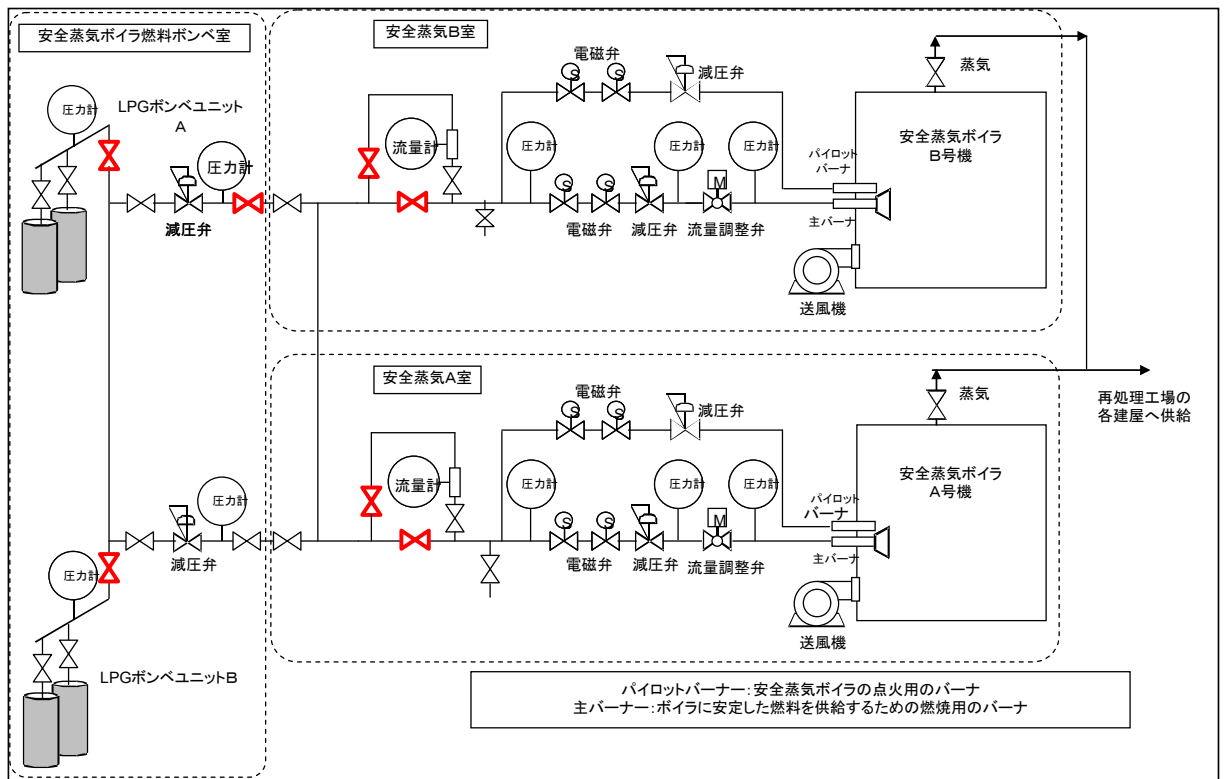 安全蒸気ボイラ燃料ボンベ室
圧力計
LPGボンベユニット
A
圧力計
減圧弁
安全蒸気B室
電磁弁
S
S
減圧弁
蒸気
流量計
圧力計
圧力計
圧力計
S
S
M
電磁弁
減圧弁
流量調整弁
パイロット
バーナ
主バーナ
安全蒸気ボイラ
B号機
送風機
安全蒸気A室
電磁弁
S
S
減圧弁
蒸気
再処理工場の
各建屋へ供給
流量計
圧力計
圧力計
圧力計
S
S
M
電磁弁
減圧弁
流量調整弁
パイロット
バーナ
主バーナ
安全蒸気ボイラ
A号機
送風機
圧力計
減圧弁
圧力計
LPGボンベユニットB
パイロットバーナー：安全蒸気ボイラの点火用のバーナ
主バーナー：ボイラに安定した燃料を供給するための燃焼用のバーナ